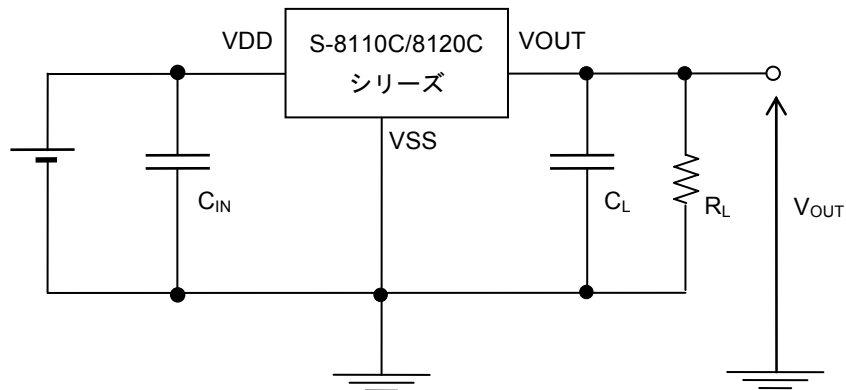 VDD
S-8110C/8120C
シリーズ
VOUT
VSS
CIN
CL
RL
VOUT